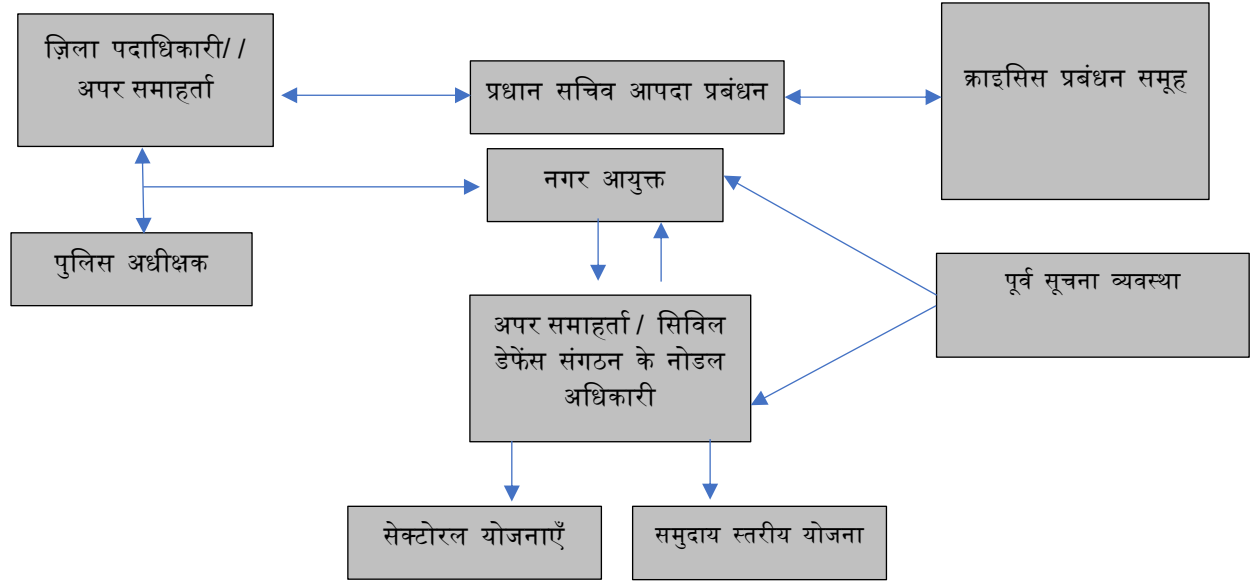 ज़िला पदाधिकारी/ /
अपर समाहर्ता
प्रधान सचिव आपदा प्रबंधन
क्राइसिस प्रबंधन समूह
नगर आयुक्त
पुलिस अधीक्षक
पूर्व सूचना व्यवस्था
अपर समाहर्ता / सिविल
डेफेंस संगठन के नोडल
अधिकारी
सेक्टोरल योजनाएँ
समुदाय स्तरीय योजना